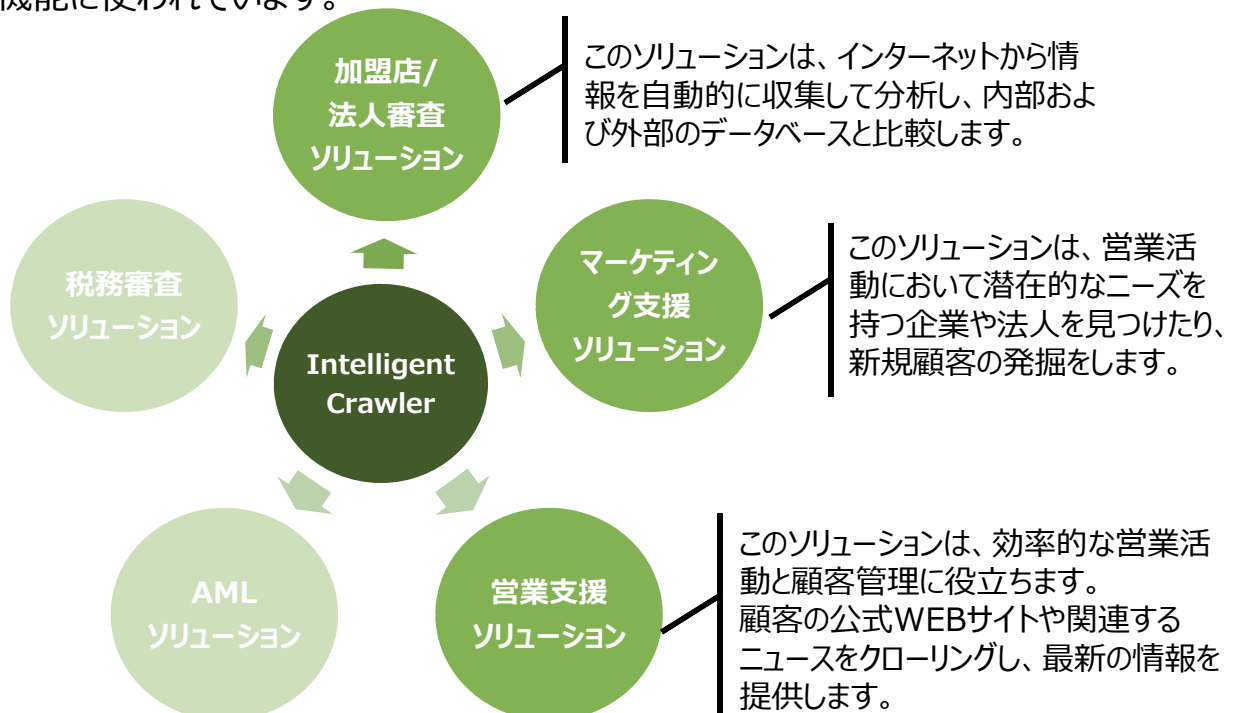 機能に使われています。
加盟店/
法人審査
ソリューション
このソリューションは、インターネットから情
報を自動的に収集して分析し、内部およ
び外部のデータベースと比較します。
税務審査
ソリューション
マーケティン
グ支援
ソリューション
このソリューションは、営業活
動において潜在的なニーズを
持つ企業や法人を見つけたり、
新規顧客の発掘をします。
Intelligent
Crawler
AML
ソリューション
営業支援
ソリューション
このソリューションは、効率的な営業活
動と顧客管理に役立ちます。
顧客の公式WEBサイトや関連する
ニュースをクローリングし、最新の情報を
提供します。